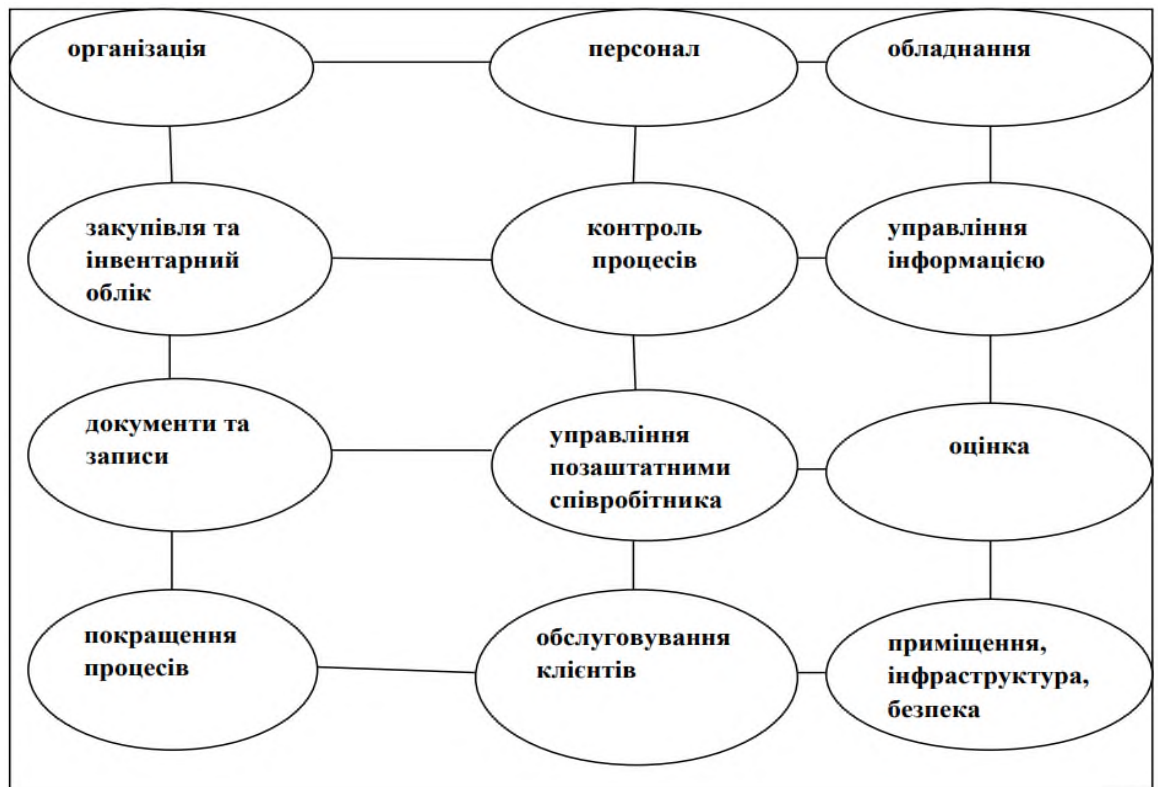 організація
персонал
обладнання
закупівля та
інвентарний
облік
контроль
процесів
управління
інформацією
документи та
записи
управління
позаштатними
співробітника
оцінка
покращення
процесів
обслуговування
клієнтів
приміщення,
інфраструктура,
безпека